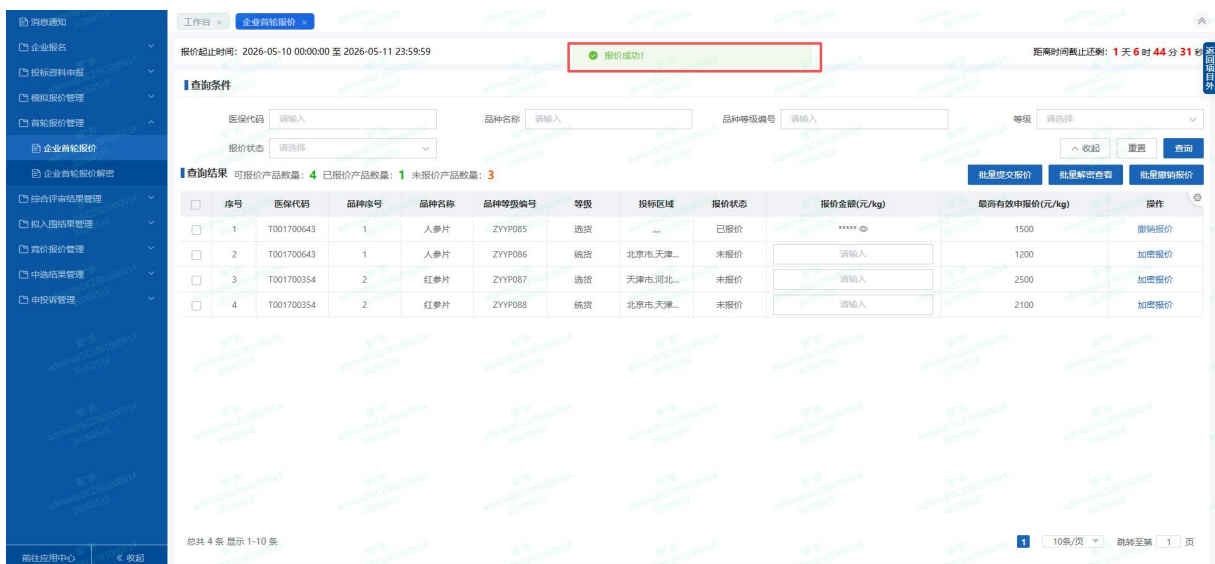 消息通知
企业报名
投标资料申报
模拟报价管理
首轮报价管理
企业首轮报价
企业首轮报价解密
综合评审结果管理
拟入围结果管理
竞价报价管理
中选结果管理
申投诉管理
前往应用中心 《 收起
工作台 × 企业首轮报价 ×
报价起止时间：2026-05-10 00:00:00 至 2026-05-11 23:59:59
报价成功！
距离时间截止还剩：1 天 6 时 44 分 31 秒
返回项目外
查询条件
医保代码 请输入 品种名称 请输入 品种等级编号 请输入 等级 请选择
报价状态 请选择 收起 重置 查询
查询结果 可报价产品数量：4 已报价产品数量：1 未报价产品数量：3 批量提交报价 批量解密查看 批量撤销报价
序号 医保代码 品种序号 品种名称 品种等级编号 等级 投标区域 报价状态 报价金额(元/kg) 最高有效申报价(元/kg) 操作
1 T001700643 1 人参片 ZYYP085 选货 ... 已报价 ***** 1500 撤销报价
2 T001700643 1 人参片 ZYYP086 统货 北京市,天津... 未报价 请输入 1200 加密报价
3 T001700354 2 红参片 ZYYP087 选货 天津市,河北... 未报价 请输入 2500 加密报价
4 T001700354 2 红参片 ZYYP088 统货 北京市,天津... 未报价 请输入 2100 加密报价
总共 4 条 显示 1-10 条 1 10条/页 跳转至第 1 页